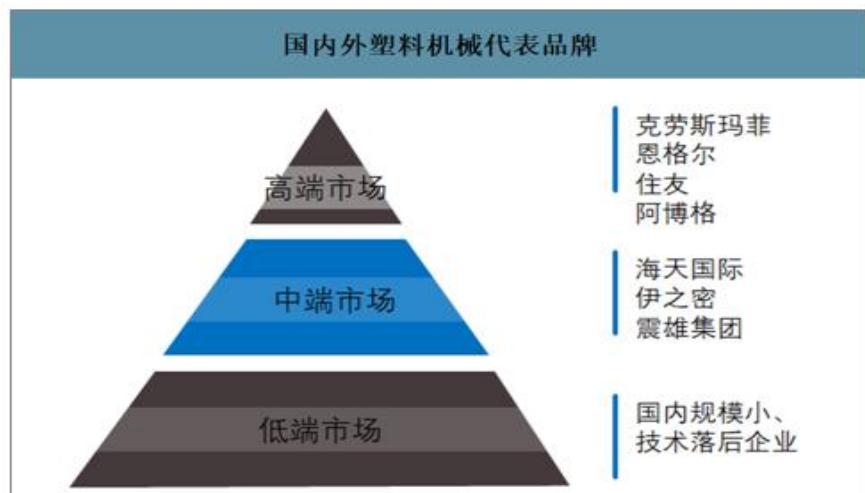 国内外塑料机械代表品牌
高端市场
克劳斯玛菲
恩格尔
住友
阿博格
中端市场
海天国际
伊之密
震雄集团
低端市场
国内规模小、
技术落后企业